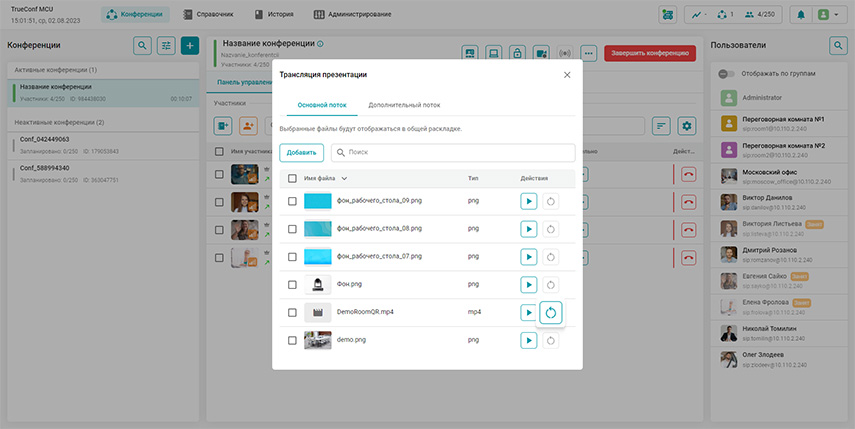 TrueConf MCU
15:01:51, ср, 02.08.2023
Конференции
Справочник
История
Администрирование
1
4/250
Конференции
Активные конференции (1)
Название конференции
Участники: 4/250 ID: 984438030
00:10:07
Неактивные конференции (2)
Conf_042449063
Запланировано: 0/250 ID: 179053843
Conf_588994340
Запланировано: 0/250 ID: 363047751
Название конференции
Nazvanie_konferentcii
Участники: 4/250
Завершить конференцию
Панель управлени
Участники
Имя участника
Дейст...
Трансляция презентации
Основной поток
Дополнительный поток
Выбранные файлы будут отображаться в общей раскладке.
Добавить
Поиск
Имя файла
Тип
Действия
фон_рабочего_стола_09.png
png
фон_рабочего_стола_08.png
png
фон_рабочего_стола_07.png
png
Фон.png
png
DemoRoomQR.mp4
mp4
demo.png
png
Пользователи
Отображать по группам
Administrator
Переговорная комната №1
sip:room1@10.110.2.240
Переговорная комната №2
sip:room2@10.110.2.240
Московский офис
sip:moscow_office@10.110.2.240
Виктор Данилов
sip:danilov@10.110.2.240
Виктория Листьева Занят
sip:listeva@10.110.2.240
Дмитрий Розанов
Евгения Сайко Занят
sip:sayko@10.110.2.240
Елена Фролова Занят
sip:frolova@10.110.2.240
Николай Томилин
sip:tomilin@10.110.2.240
Олег Злодеев
sip:zlodeev@10.110.2.240